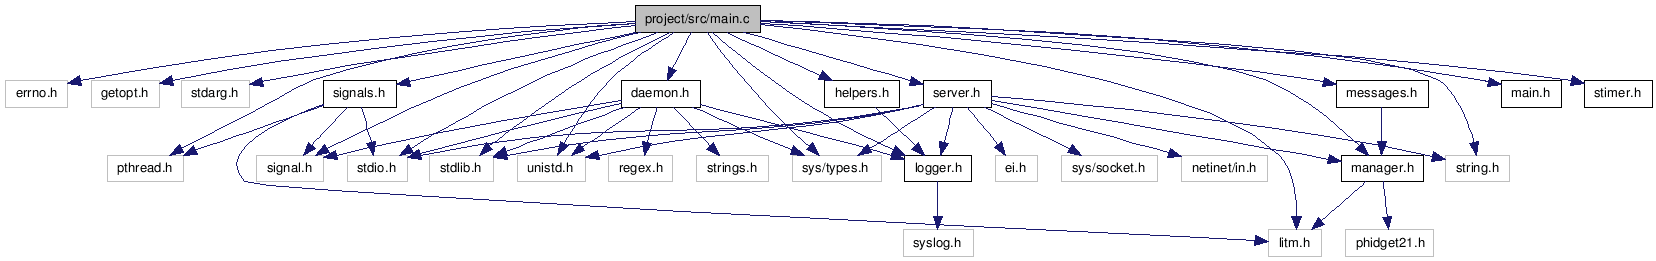 project/src/main.c
errno.h
getopt.h
stdarg.h
signals.h
daemon.h
helpers.h
server.h
messages.h
main.h
stimer.h
pthread.h
signal.h
stdio.h
stdlib.h
unistd.h
regex.h
strings.h
sys/types.h
logger.h
ei.h
sys/socket.h
netinet/in.h
manager.h
string.h
syslog.h
litm.h
phidget21.h